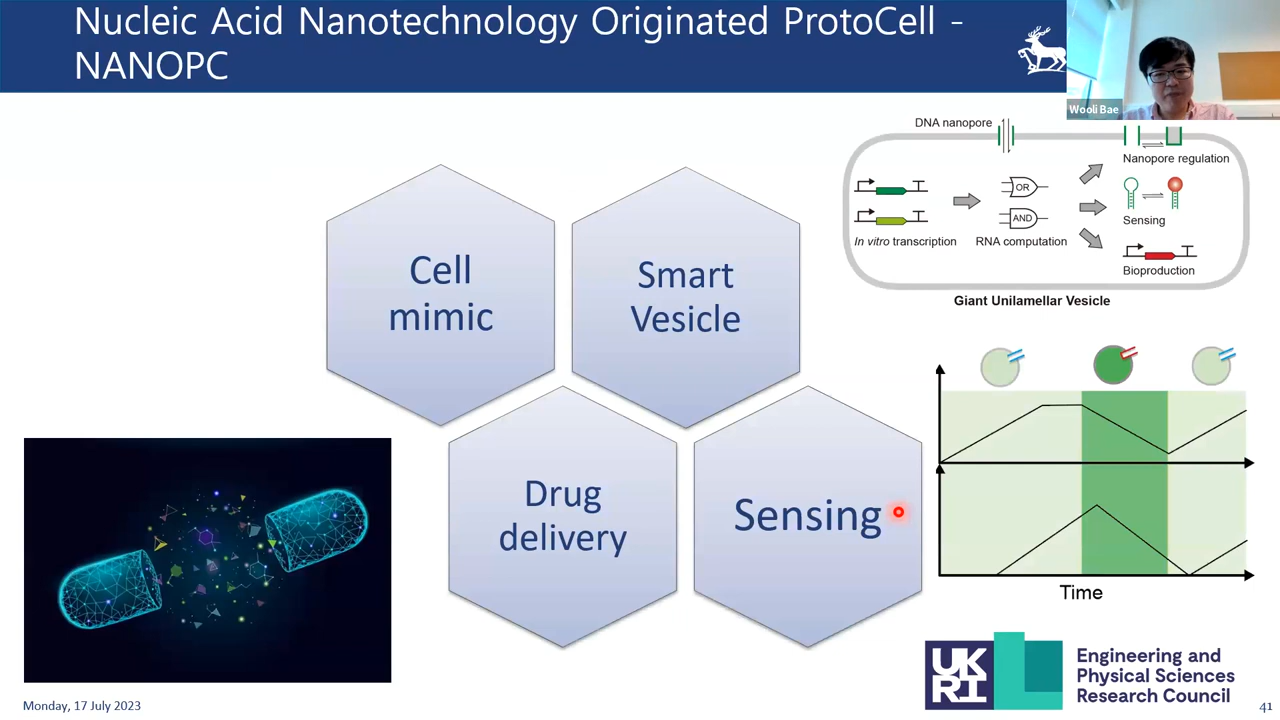 Nucleic Acid Nanotechnology Originated ProtoCell -
NANOPC
Wooli Bae
Cell
mimic
Smart
Vesicle
Drug
delivery
Sensing
DNA nanopore
In vitro transcription
OR
AND
RNA computation
Nanopore regulation
Sensing
Bioproduction
Giant Unilamellar Vesicle
Time
UK
RI
Engineering and
Physical Sciences
Research Council
Monday, 17 July 2023
41